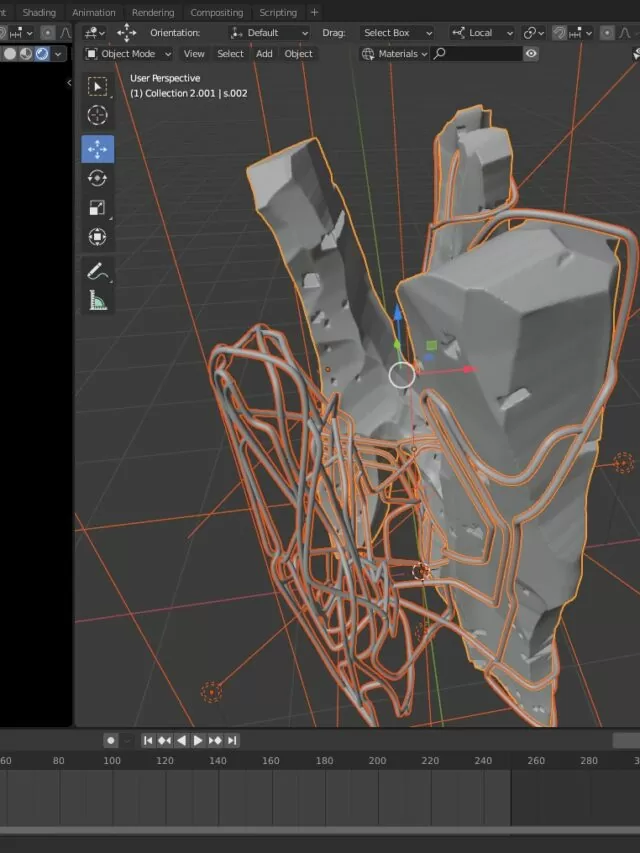 nt Shading Animation Rendering Compositing Scripting +
Orientation: Default Drag: Select Box Local
Object Mode View Select Add Object Materials
User Perspective
(1) Collection 2.001 | s.002
60 80 100 120 140 160 180 200 220 240 260 280 3